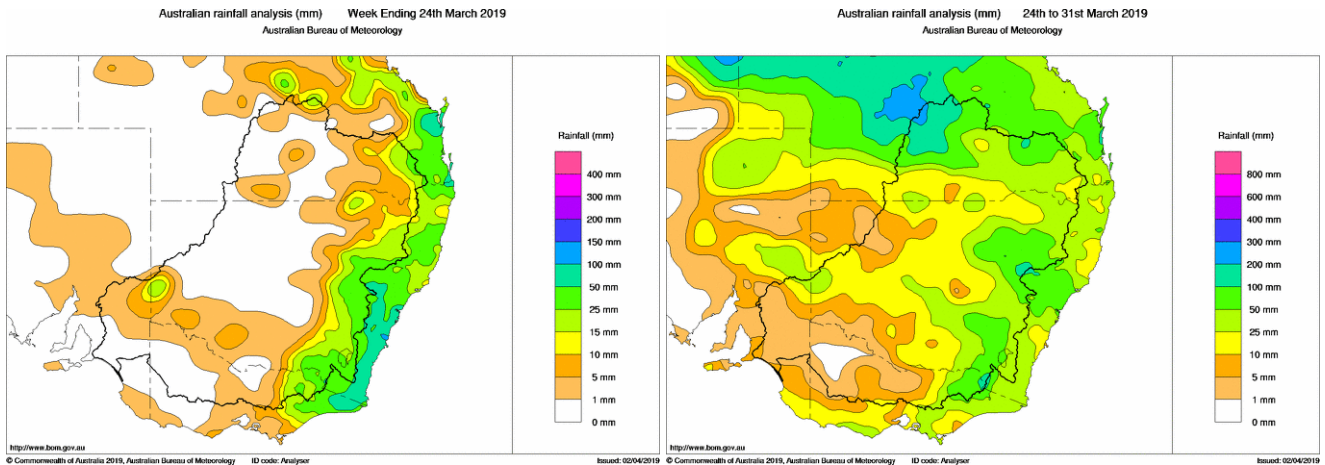 Australian rainfall analysis (mm) Week Ending 24th March 2019
Australian Bureau of Meteorology
Rainfall (mm)
400 mm
300 mm
200 mm
150 mm
100 mm
50 mm
25 mm
15 mm
10 mm
5 mm
1 mm
0 mm
http://www.bom.gov.au
© Commonwealth of Australia 2019, Australian Bureau of Meteorology ID code: Analyser Issued: 02/04/2019
Australian rainfall analysis (mm) 24th to 31st March 2019
Australian Bureau of Meteorology
Rainfall (mm)
800 mm
600 mm
400 mm
300 mm
200 mm
100 mm
50 mm
25 mm
10 mm
5 mm
1 mm
0 mm
http://www.bom.gov.au
© Commonwealth of Australia 2019, Australian Bureau of Meteorology ID code: Analyser Issued: 02/04/2019